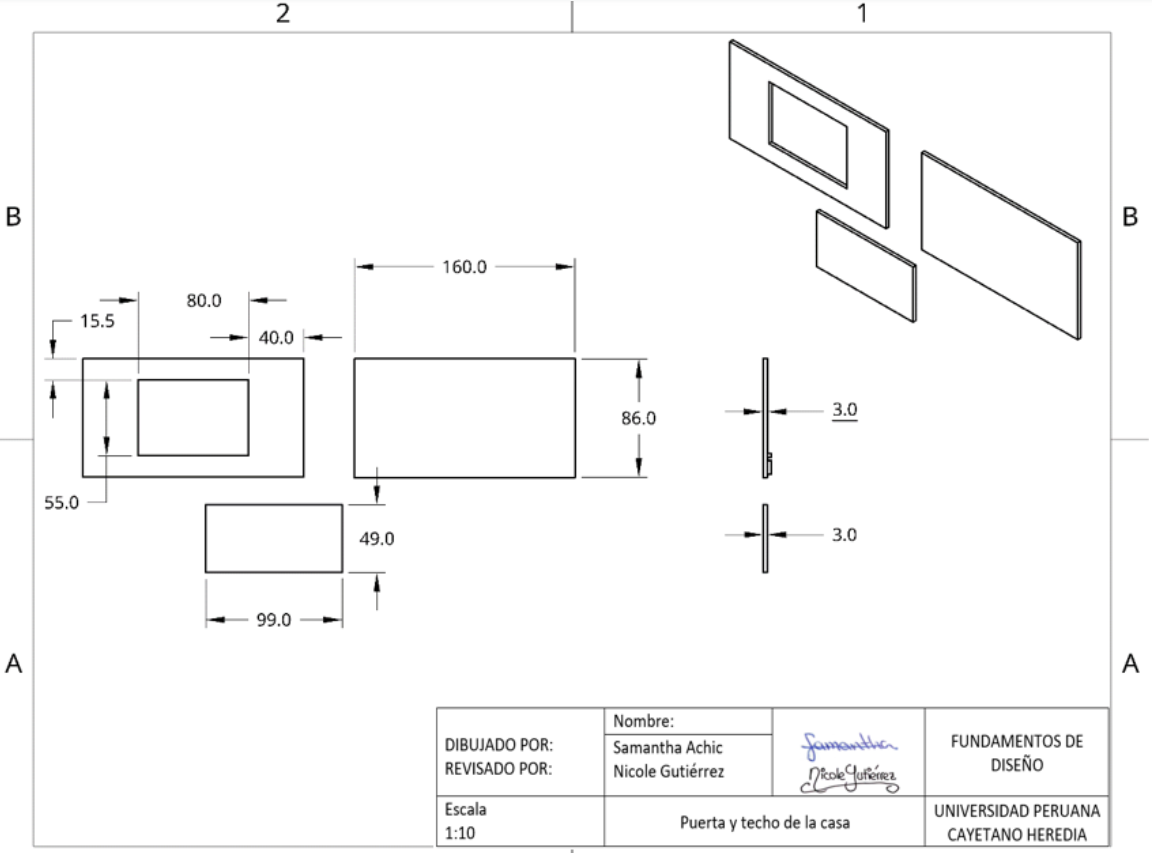 2 1
B B
160.0
80.0
15.5
40.0
86.0
3.0
55.0
49.0
3.0
99.0
A A
DIBUJADO POR:
REVISADO POR:
Nombre:
Samantha Achic
Nicole Gutiérrez
Samantha
Nicole Gutiérrez
FUNDAMENTOS DE
DISEÑO
Escala
1:10
Puerta y techo de la casa
UNIVERSIDAD PERUANA
CAYETANO HEREDIA